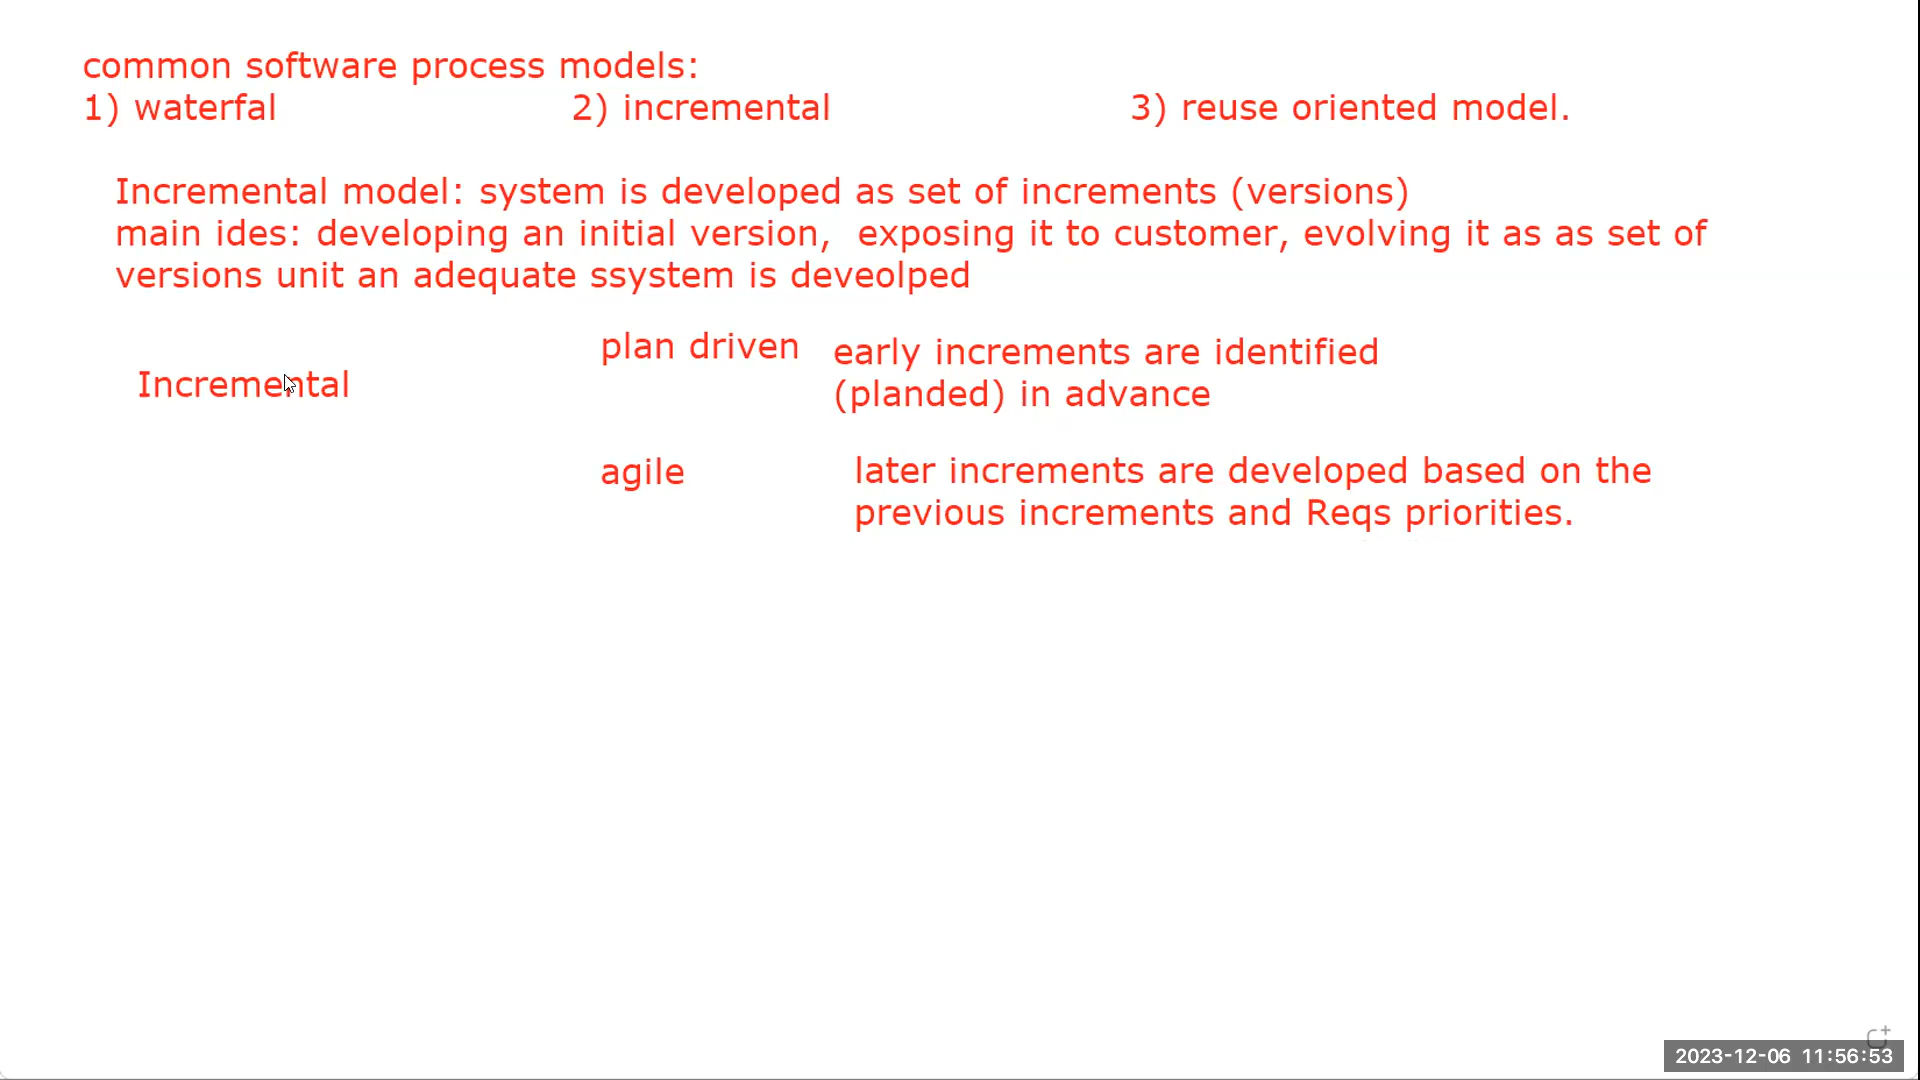 common software process models:
1) waterfal 2) incremental 3) reuse oriented model.
Incremental model: system is developed as set of increments (versions)
main ides: developing an initial version,  exposing it to customer, evolving it as as set of
versions unit an adequate ssystem is deveolped
plan driven early increments are identified
(planded) in advance
Incremental
agile later increments are developed based on the
previous increments and Reqs priorities.
2023-12-06 11:56:53